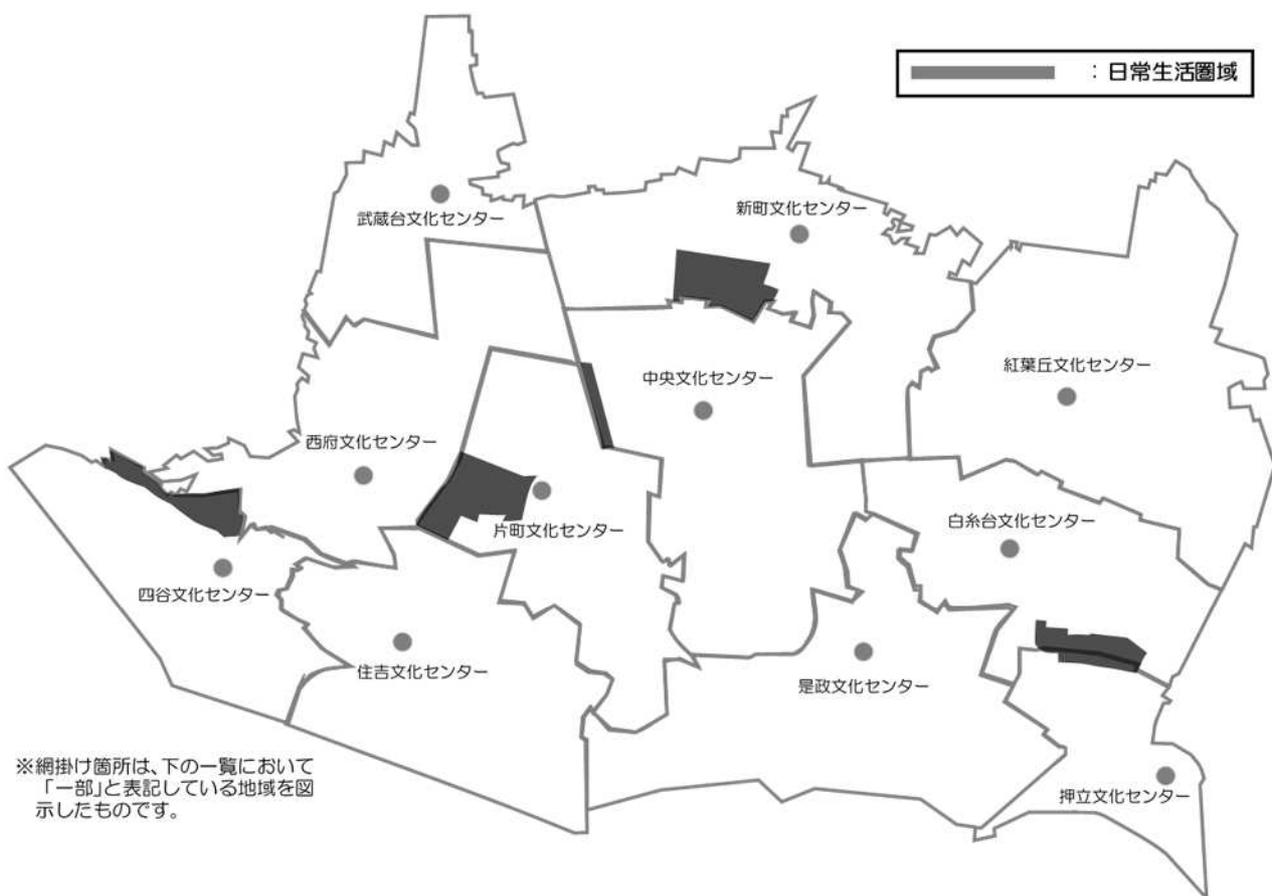 ：日常生活圏域
武蔵台文化センター
新町文化センター
中央文化センター
紅葉丘文化センター
西府文化センター
片町文化センター
白糸台文化センター
四谷文化センター
住吉文化センター
是政文化センター
押立文化センター
※網掛け箇所は、下の一覧において
「一部」と表記している地域を図
示したものです。